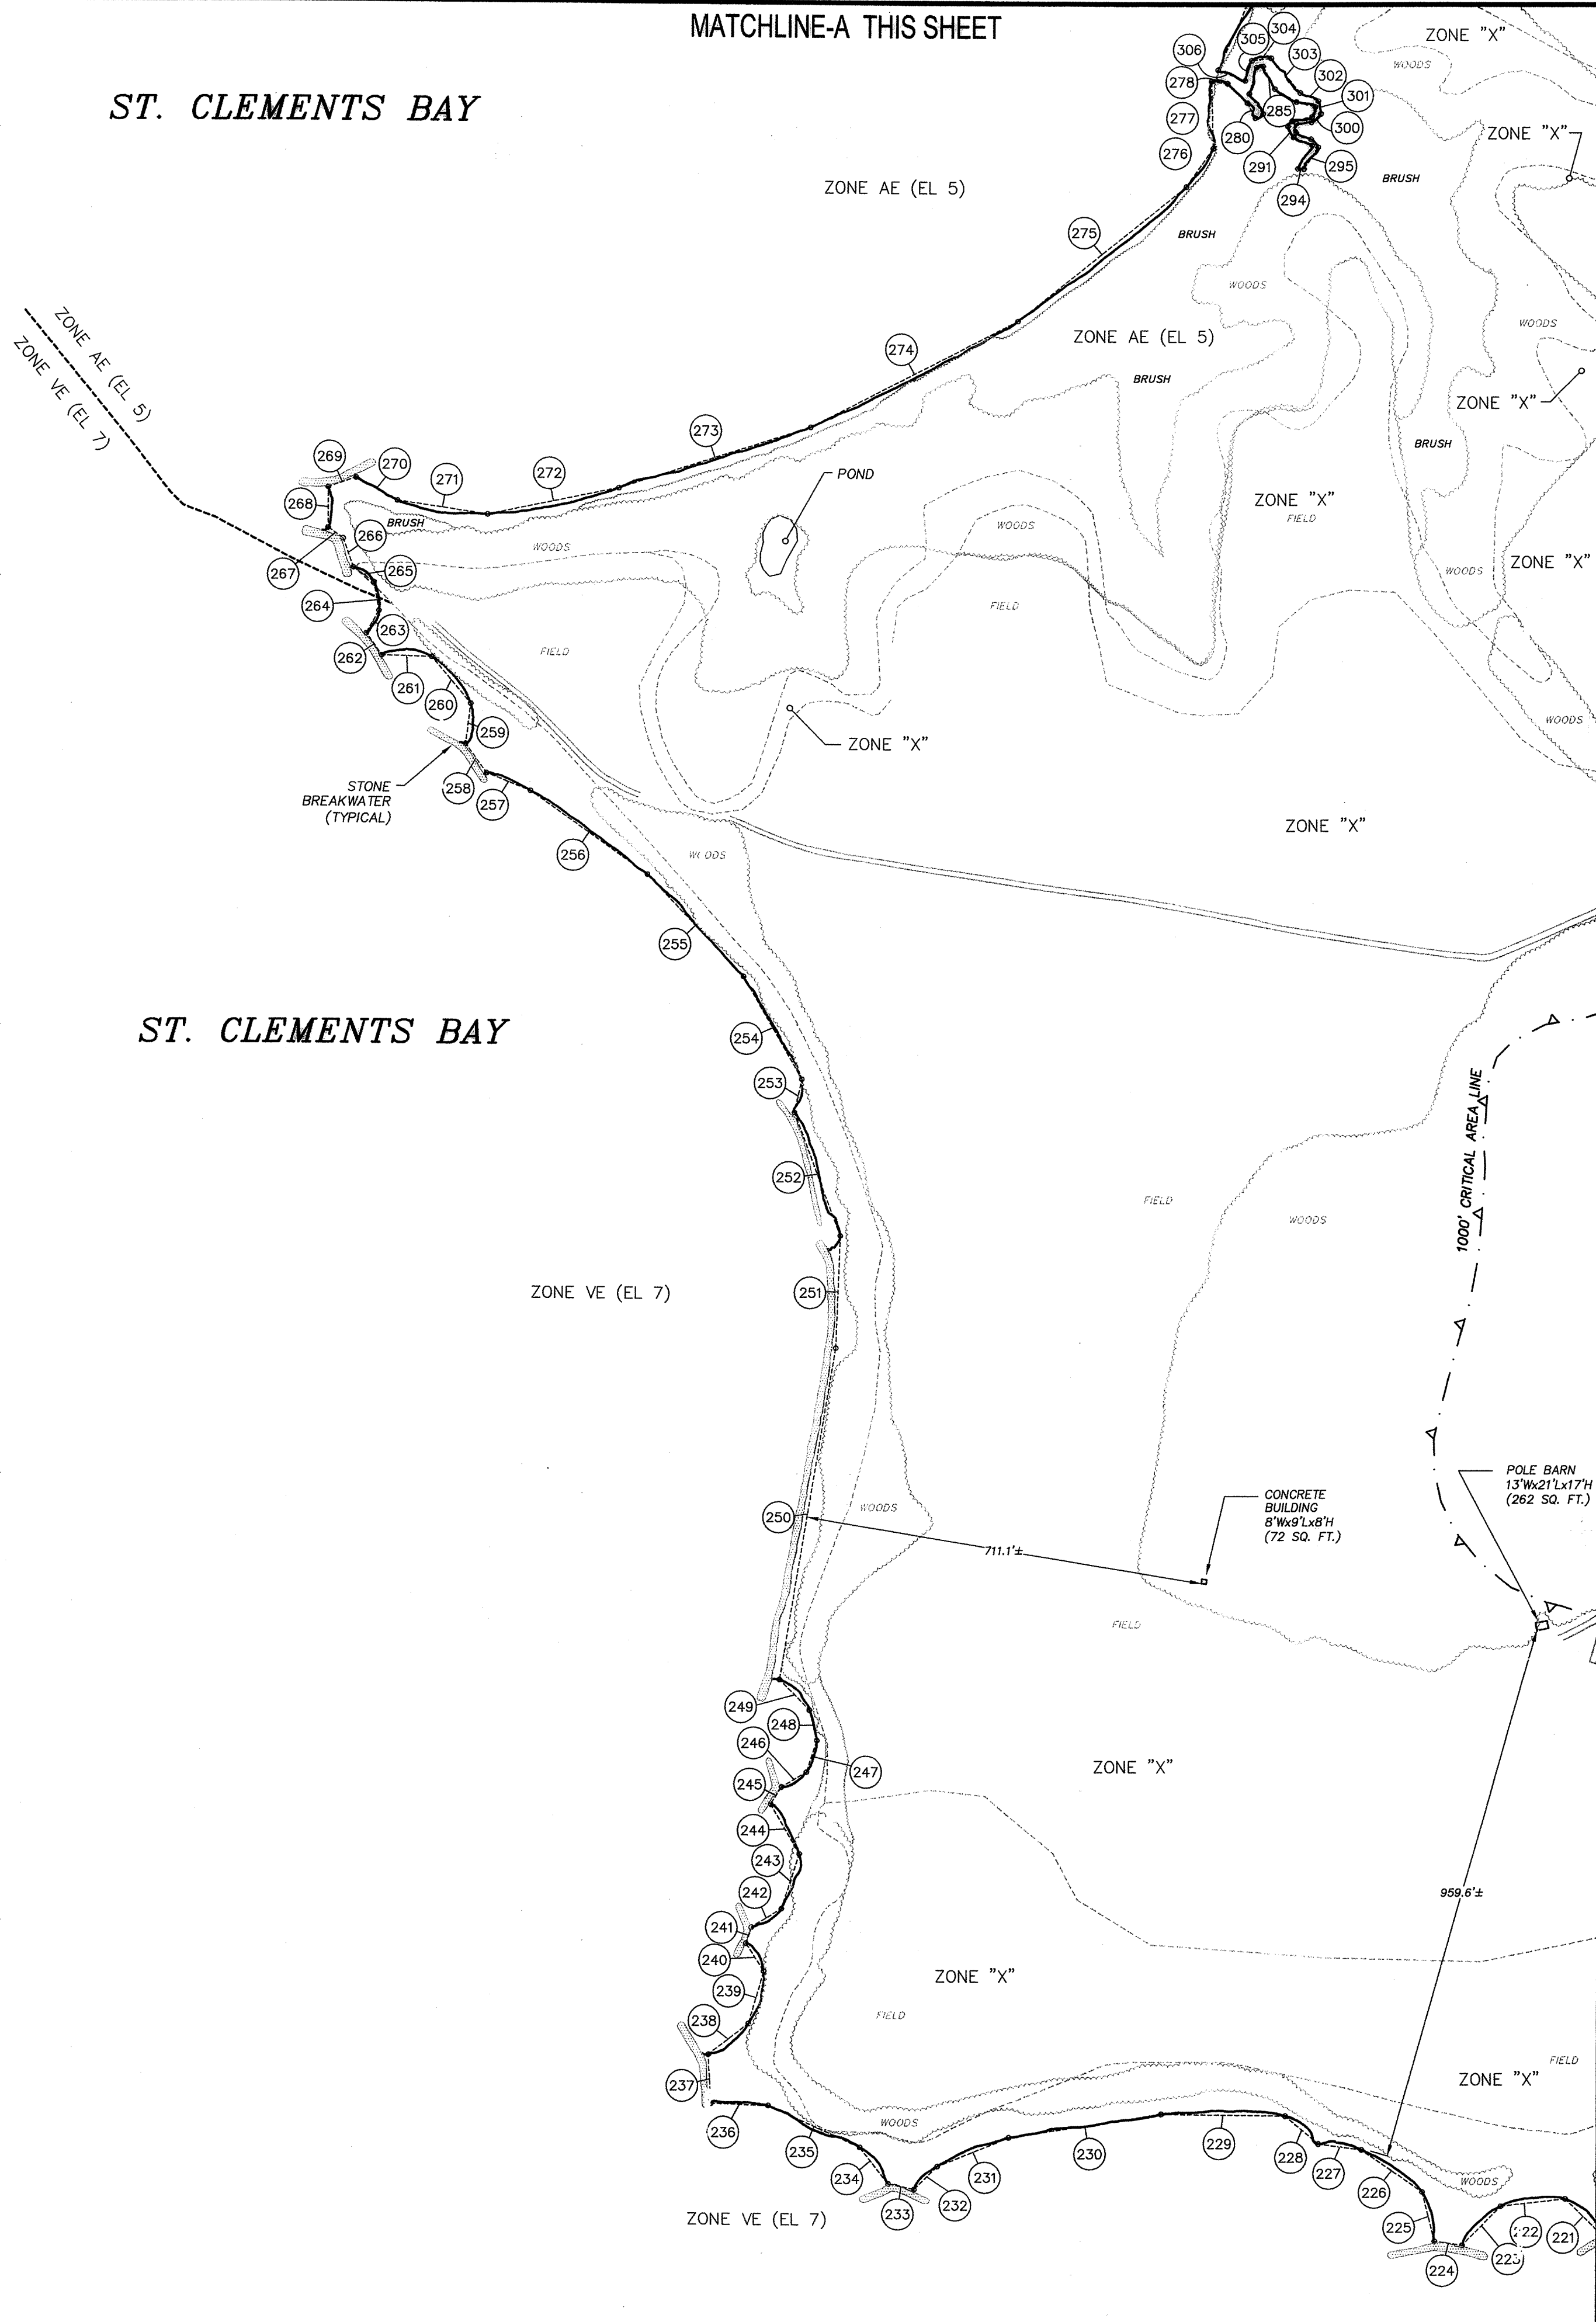 MATCHLINE-A THIS SHEET
ZONE "X"
304
305
306
303
WOODS
278
302
301
ST. CLEMENTS BAY
285
277
300
280
ZONE "X"
276
291
295
BRUSH
ZONE AE (EL 5)
294
275
BRUSH
WOODS
ZONE AE (EL 5)
ZONE VE (EL 7)
WOODS
ZONE AE (EL 5)
274
BRUSH
ZONE "X"
273
BRUSH
269
270
272
POND
271
268
ZONE "X"
FIELD
BRUSH
WOODS
266
WOODS
ZONE "X"
267
265
WOODS
264
FIELD
263
FIELD
262
261
260
WOODS
259
ZONE "X"
STONE
BREAKWATER
(TYPICAL)
258
257
ZONE "X"
256
WOODS
255
ST. CLEMENTS BAY
254
253
1000' CRITICAL AREA LINE
252
FIELD
WOODS
ZONE VE (EL 7)
251
POLE BARN
13'Wx21'Lx17'H
(262 SQ. FT.)
CONCRETE
BUILDING
8'Wx9'Lx8'H
(72 SQ. FT.)
WOODS
250
711.1'±
FIELD
249
248
246
247
ZONE "X"
245
244
243
242
959.6'±
241
240
ZONE "X"
239
238
FIELD
FIELD
ZONE "X"
237
WOODS
236
235
230
229
228
227
234
231
226
WOODS
232
233
ZONE VE (EL 7)
225
222
221
223
224